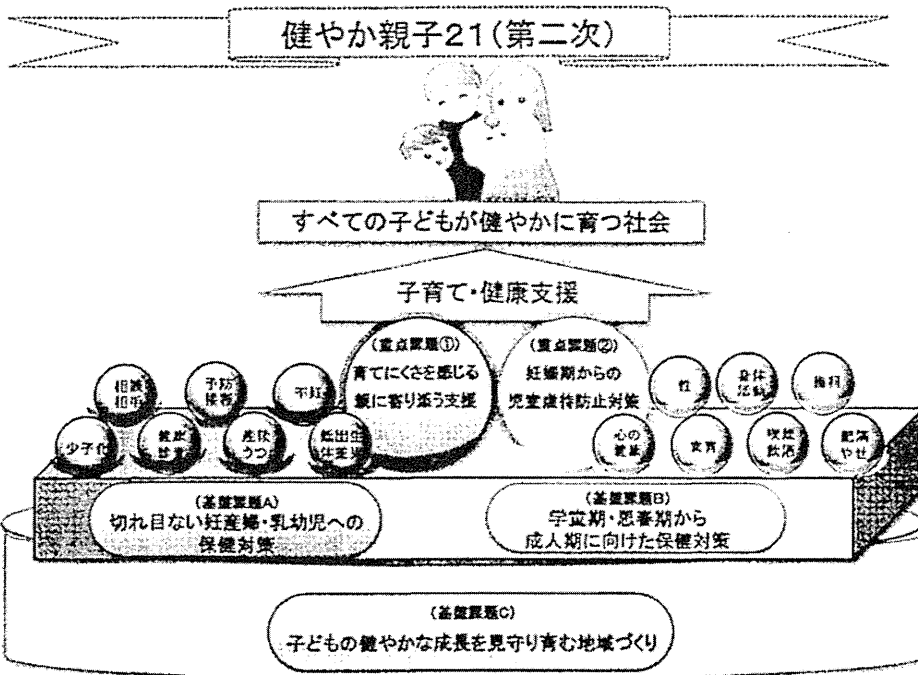 健やか親子21(第二次)
すべての子どもが健やかに育つ社会
子育て・健康支援
(重点課題①)
育てにくさを感じる
親に寄り添う支援
(重点課題②)
妊娠期からの
児童虐待防止対策
相談
相手
予防
接種
不妊
性
身体
活動
歯科
少子化
産後
うつ
低出生
体重児
心の
健康
食育
喫煙
飲酒
肥満
やせ
(基盤課題A)
切れ目ない妊産婦・乳幼児への
保健対策
(基盤課題B)
学童期・思春期から
成人期に向けた保健対策
(基盤課題C)
子どもの健やかな成長を見守り育む地域づくり